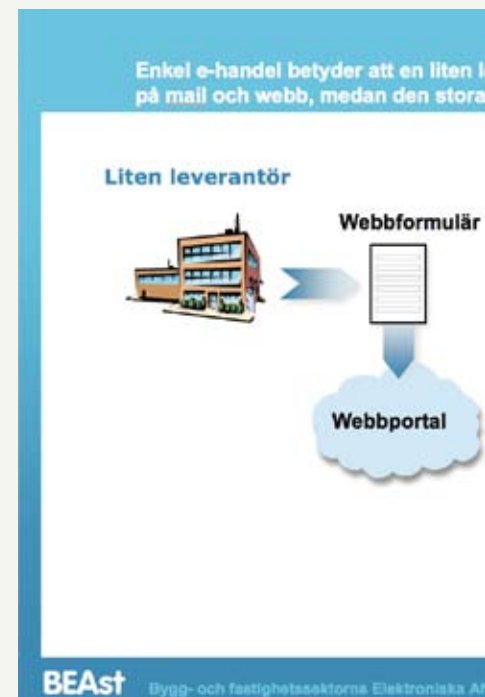 Enkel e-handel betyder att en liten
på mail och webb, medan den stora
Liten leverantör
Webbformulär
Webbportal
BEAst Bygg- och fastighetssektorns Elektroniska